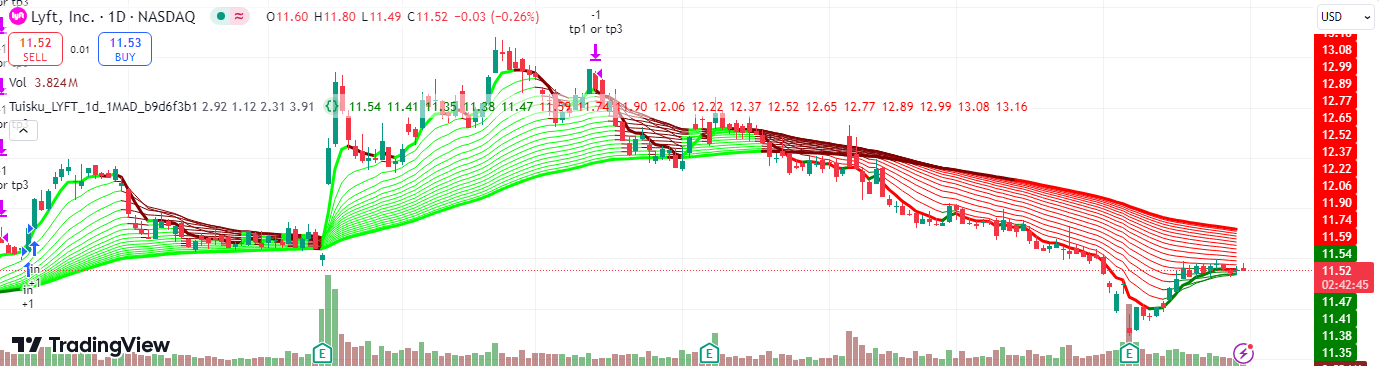 Lyft, Inc. · 1D · NASDAQ O11.60 H11.80 L11.49 C11.52 −0.03 (−0.26%)
11.52
SELL
0.01
11.53
BUY
Vol 3.824M
Tuisku_LYFT_1d_1MAD_b9d6f3b1 2.92 1.12 2.31 3.91 11.54 11.41 11.35 11.38 11.47 11.59 11.74 11.90 12.06 12.22 12.37 12.52 12.65 12.77 12.89 12.99 13.08 13.16
-1
tp1 or tp3
-1
or tp3
in
+1
in
+1
E
E
E
TradingView
USD
13.16
13.08
12.99
12.89
12.77
12.65
12.52
12.37
12.22
12.06
11.90
11.74
11.59
11.54
11.52
02:42:45
11.47
11.41
11.38
11.35